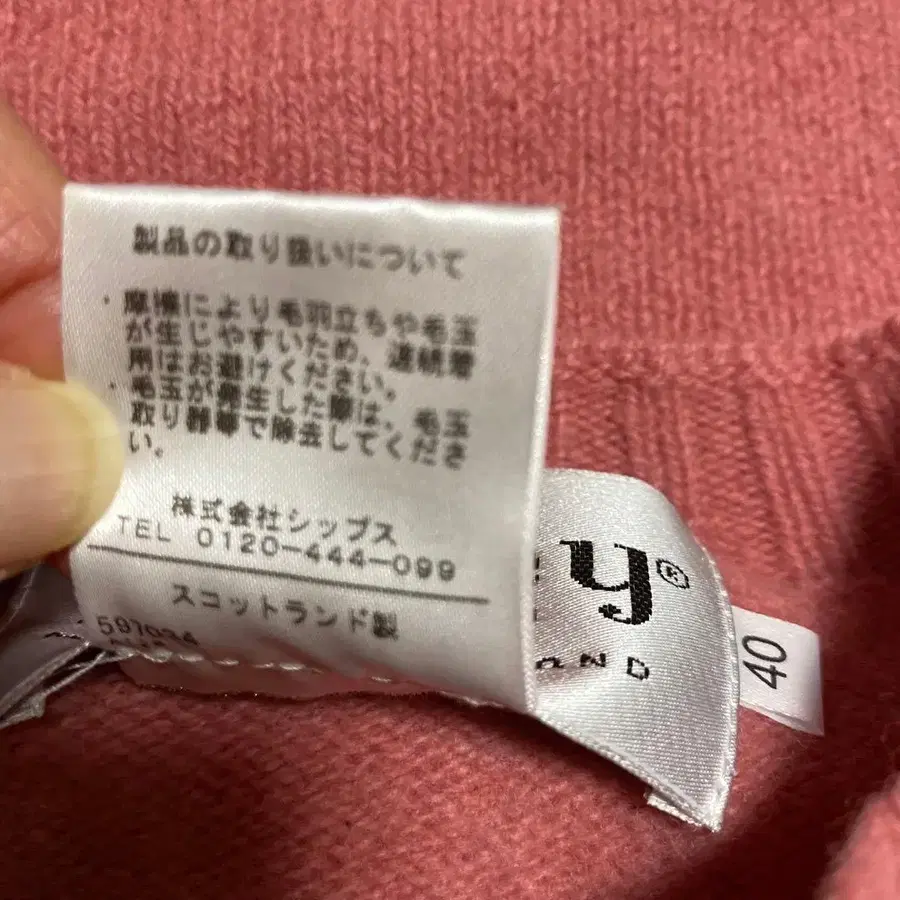 製品の取り扱いについて
・摩擦により毛羽立ちや毛玉
が生じやすいため、連続着
用はお避けください。
・毛玉が発生した際は、毛玉
取り器等で除去してくださ
い。
株式会社シップス
TEL 0120-444-099
スコットランド製
597034
y®
AND
40